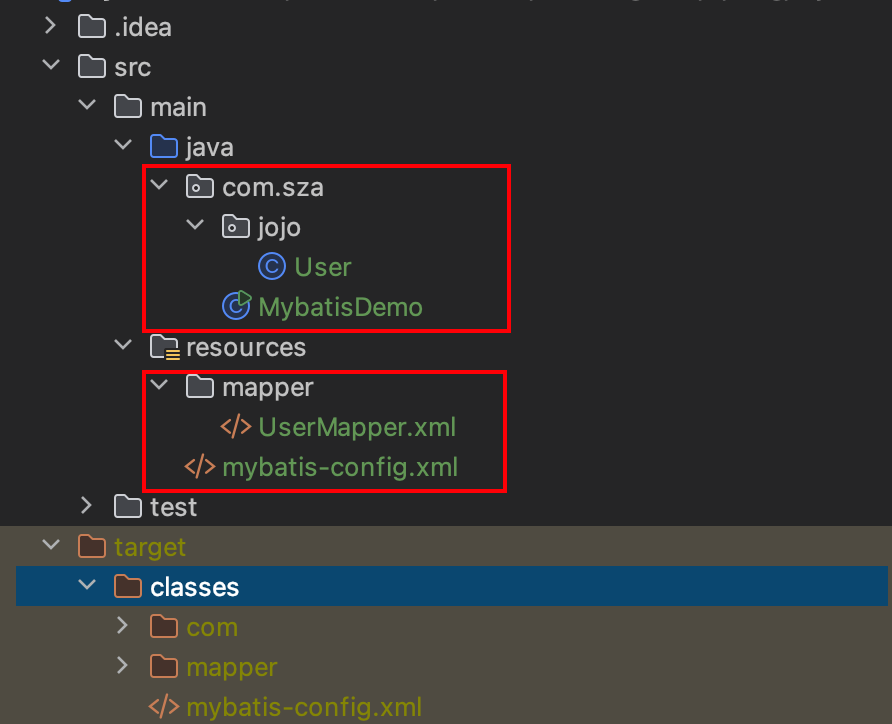 .idea
src
main
java
com.sza
jojo
User
MybatisDemo
resources
mapper
</> UserMapper.xml
</> mybatis-config.xml
test
target
classes
com
mapper
</> mybatis-config.xml